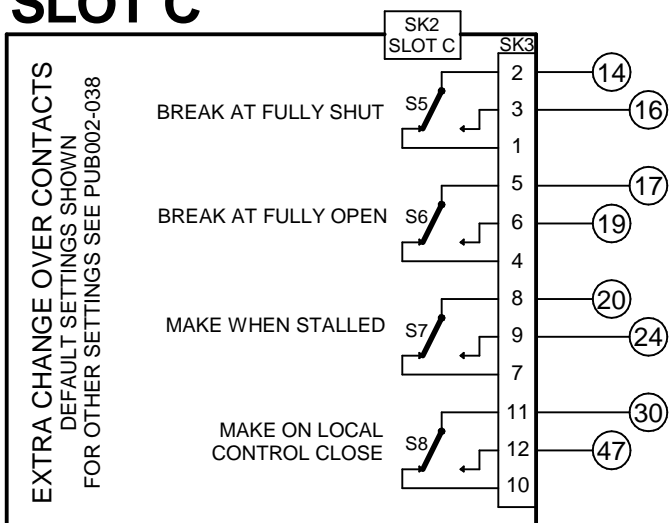 SLOT C
SK2
SLOT C
SK3
EXTRA CHANGE OVER CONTACTS
DEFAULT SETTINGS SHOWN
FOR OTHER SETTINGS SEE PUB002-038
BREAK AT FULLY SHUT
S5
2
14
3
16
1
BREAK AT FULLY OPEN
S6
5
17
6
19
4
MAKE WHEN STALLED
S7
8
20
9
24
7
MAKE ON LOCAL
CONTROL CLOSE
S8
11
30
12
47
10